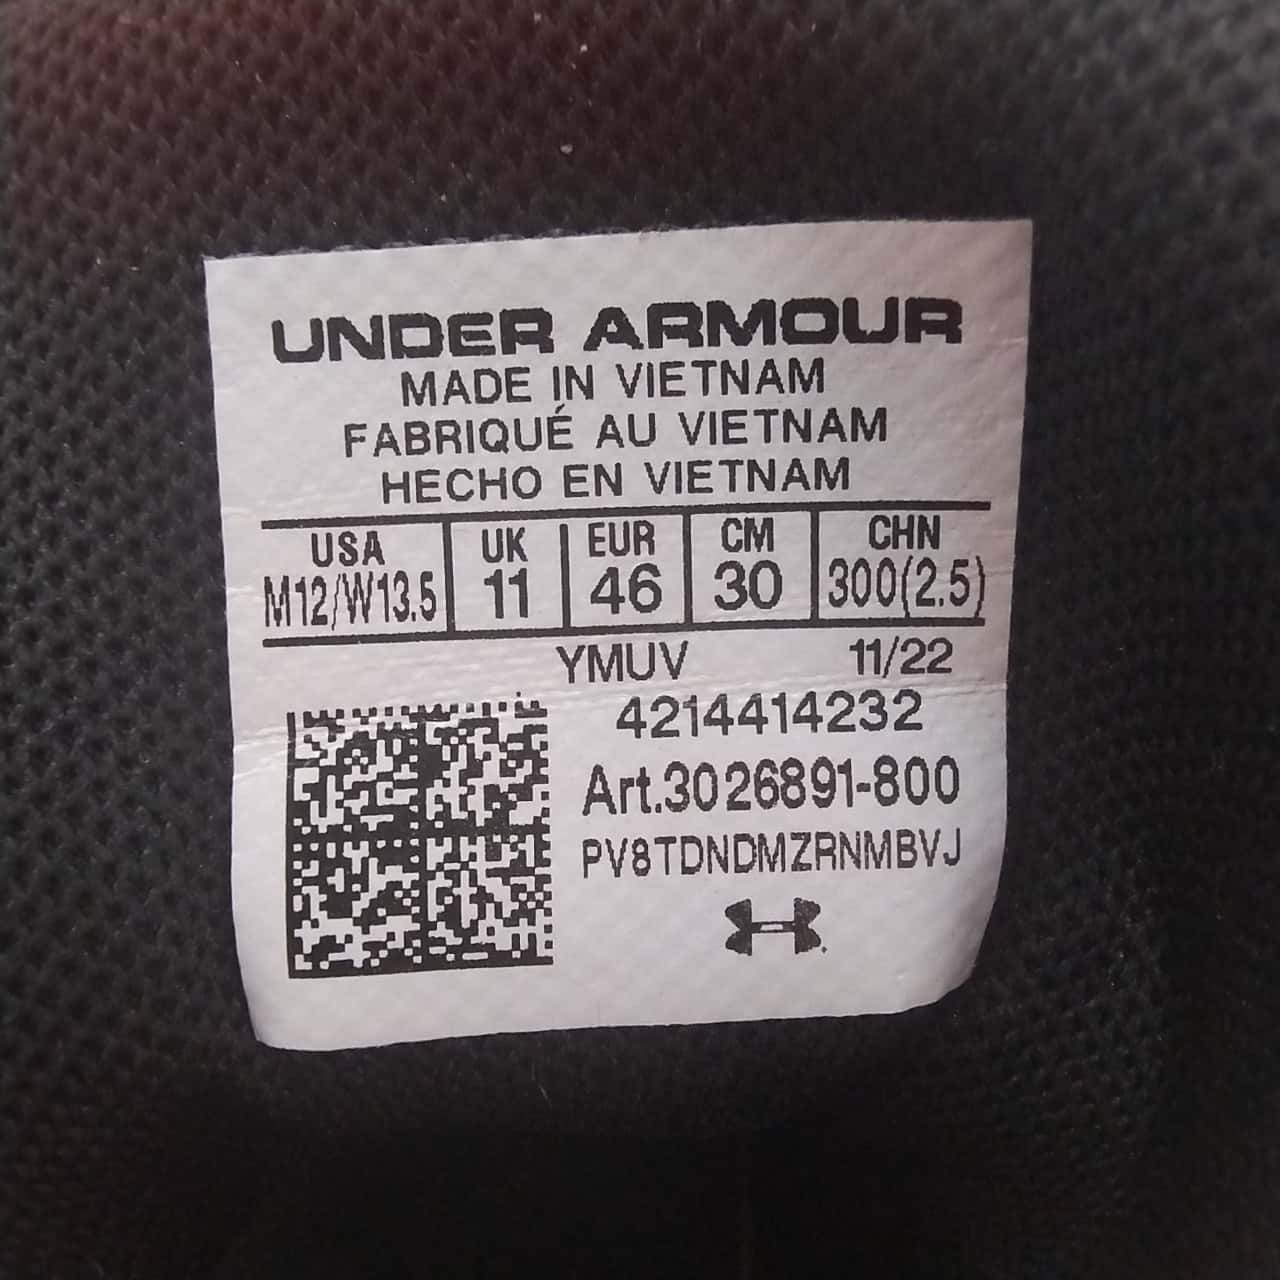 UNDER ARMOUR
MADE IN VIETNAM
FABRIQUÉ AU VIETNAM
HECHO EN VIETNAM
USA UK EUR CM CHN
M12/W13.5 11 46 30 300(2.5)
YMUV 11/22
4214414232
Art.3026891-800
PV8TDNDMZRNMBVJ